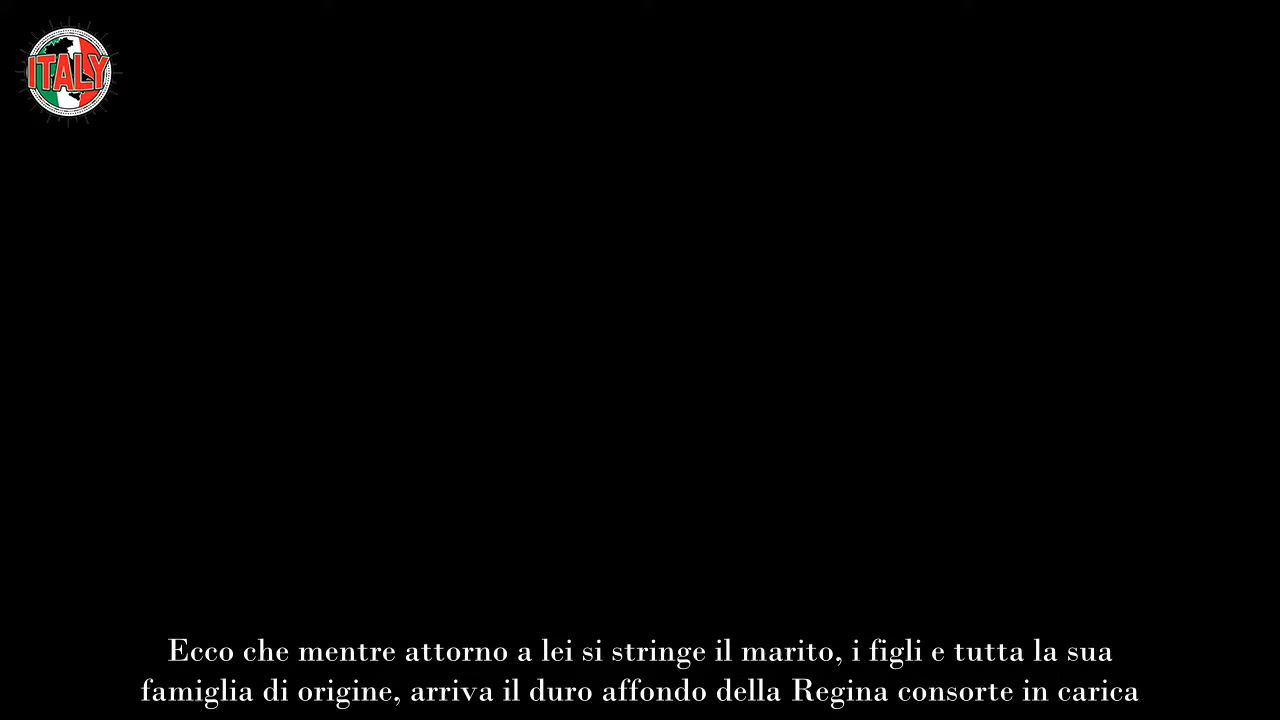 ITALY
Ecco che mentre attorno a lei si stringe il marito, i figli e tutta la sua
famiglia di origine, arriva il duro affondo della Regina consorte in carica